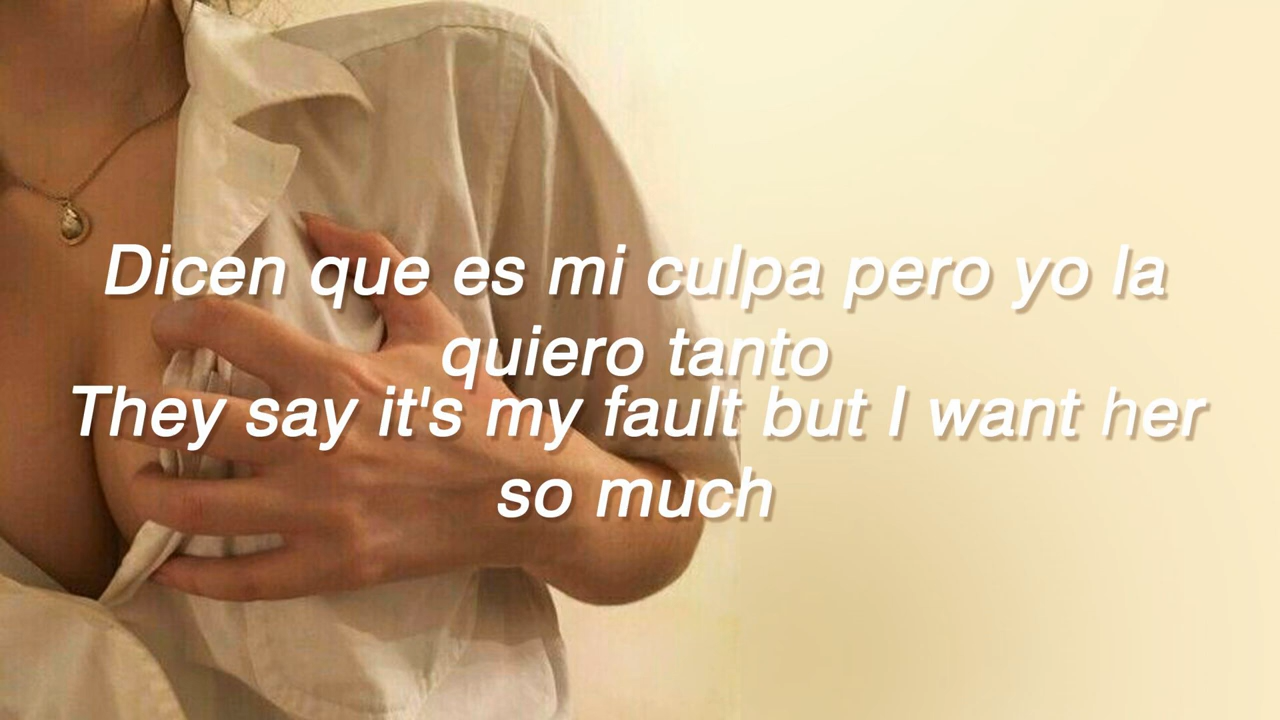 Dicen que es mi culpa pero yo la
quiero tanto
They say it's my fault but I want her
so much